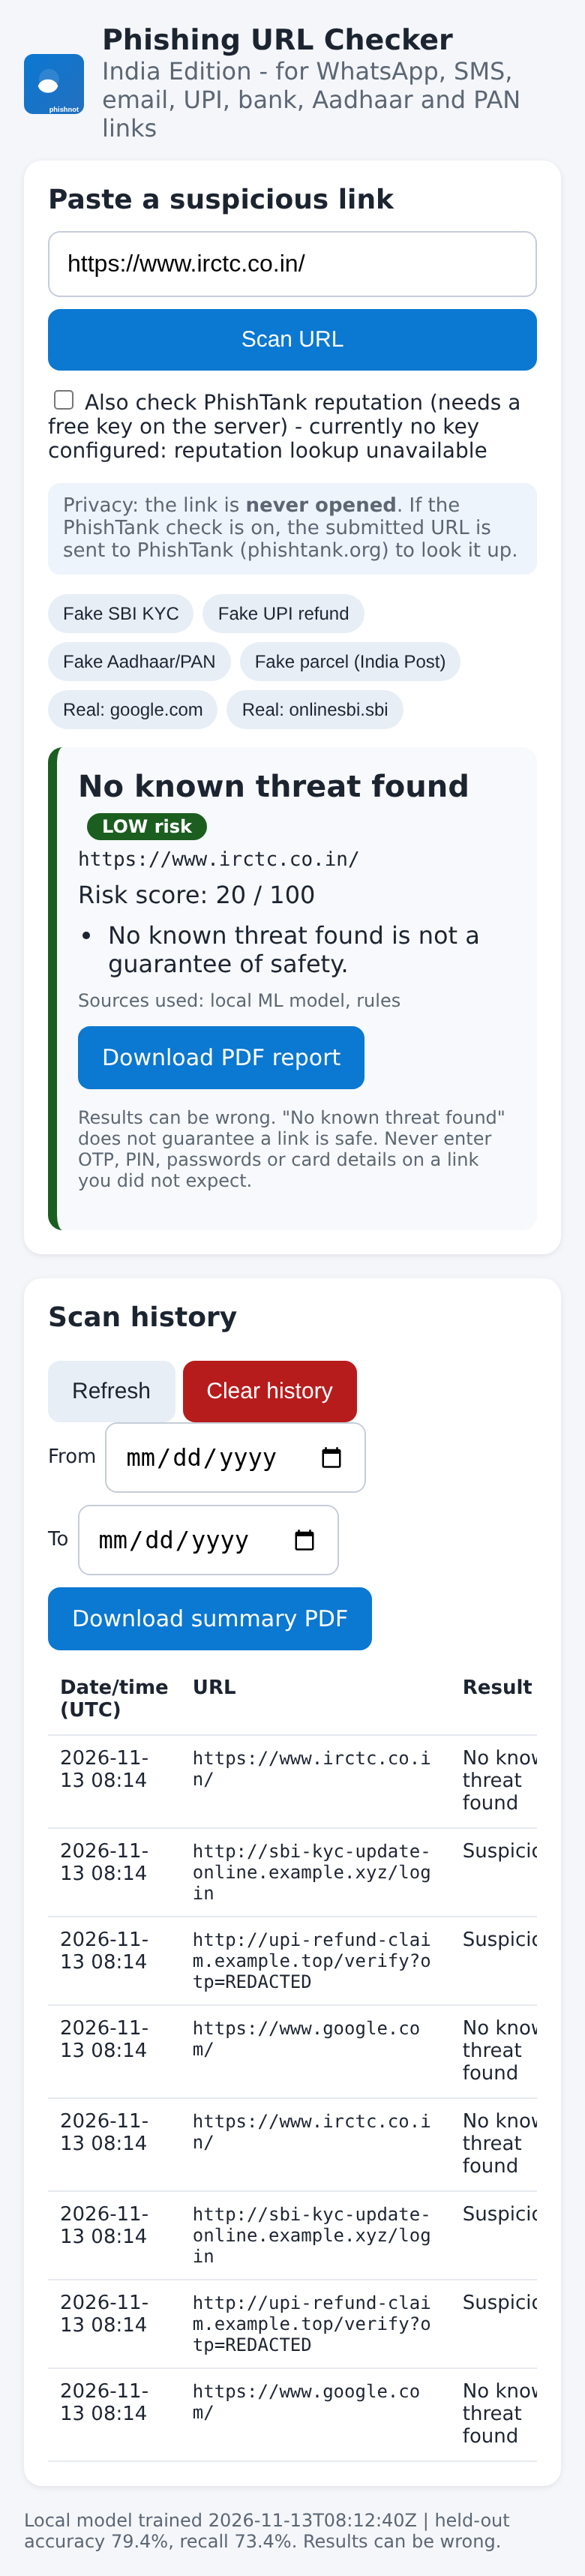 Phishing URL Checker
India Edition - for WhatsApp, SMS,
email, UPI, bank, Aadhaar and PAN
links
phishnot
Paste a suspicious link
https://www.irctc.co.in/
Scan URL
Also check PhishTank reputation (needs a
free key on the server) - currently no key
configured: reputation lookup unavailable
Privacy: the link is never opened. If the
PhishTank check is on, the submitted URL is
sent to PhishTank (phishtank.org) to look it up.
Fake SBI KYC Fake UPI refund
Fake Aadhaar/PAN Fake parcel (India Post)
Real: google.com Real: onlinesbi.sbi
No known threat found
LOW risk
https://www.irctc.co.in/
Risk score: 20 / 100
• No known threat found is not a
guarantee of safety.
Sources used: local ML model, rules
Download PDF report
Results can be wrong. "No known threat found"
does not guarantee a link is safe. Never enter
OTP, PIN, passwords or card details on a link
you did not expect.
Scan history
Refresh Clear history
From mm/dd/yyyy
To mm/dd/yyyy
Download summary PDF
Date/time URL Result
(UTC)
2026-11- https://www.irctc.co.i No know
13 08:14 n/ threat
found
2026-11- http://sbi-kyc-update- Suspicio
13 08:14 online.example.xyz/log
in
2026-11- http://upi-refund-clai Suspicio
13 08:14 m.example.top/verify?o
tp=REDACTED
2026-11- https://www.google.co No know
13 08:14 m/ threat
found
2026-11- https://www.irctc.co.i No know
13 08:14 n/ threat
found
2026-11- http://sbi-kyc-update- Suspicio
13 08:14 online.example.xyz/log
in
2026-11- http://upi-refund-clai Suspicio
13 08:14 m.example.top/verify?o
tp=REDACTED
2026-11- https://www.google.co No know
13 08:14 m/ threat
found
Local model trained 2026-11-13T08:12:40Z | held-out
accuracy 79.4%, recall 73.4%. Results can be wrong.